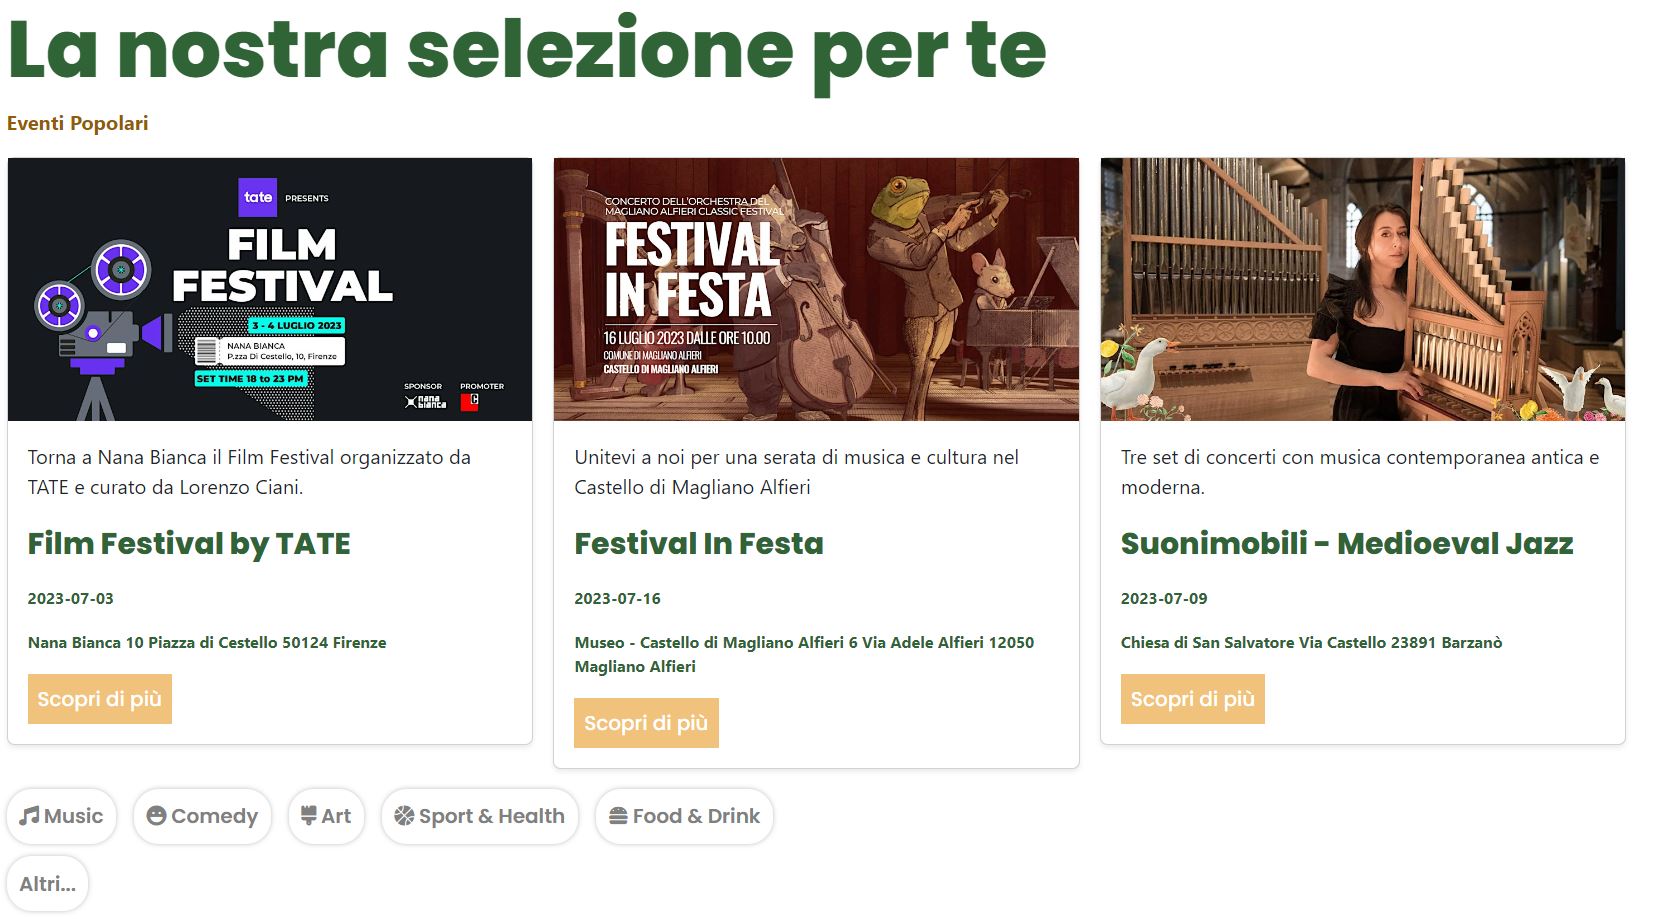 La nostra selezione per te
Eventi Popolari
tate PRESENTS
FILM
FESTIVAL
3 - 4 LUGLIO 2023
NANA BIANCA
P.zza Di Cestello, 10, Firenze
SET TIME 18 to 23 PM
SPONSOR PROMOTER
nana
bianca
Torna a Nana Bianca il Film Festival organizzato da
TATE e curato da Lorenzo Ciani.
Film Festival by TATE
2023-07-03
Nana Bianca 10 Piazza di Cestello 50124 Firenze
Scopri di più
CONCERTO DELL'ORCHESTRA DEL
MAGLIANO ALFIERI CLASSIC FESTIVAL
FESTIVAL
IN FESTA
16 LUGLIO 2023 DALLE ORE 10.00
COMUNE DI MAGLIANO ALFIERI
CASTELLO DI MAGLIANO ALFIERI
Unitevi a noi per una serata di musica e cultura nel
Castello di Magliano Alfieri
Festival In Festa
2023-07-16
Museo - Castello di Magliano Alfieri 6 Via Adele Alfieri 12050
Magliano Alfieri
Scopri di più
Tre set di concerti con musica contemporanea antica e
moderna.
Suonimobili - Medioeval Jazz
2023-07-09
Chiesa di San Salvatore Via Castello 23891 Barzanò
Scopri di più
Music
Comedy
Art
Sport & Health
Food & Drink
Altri...